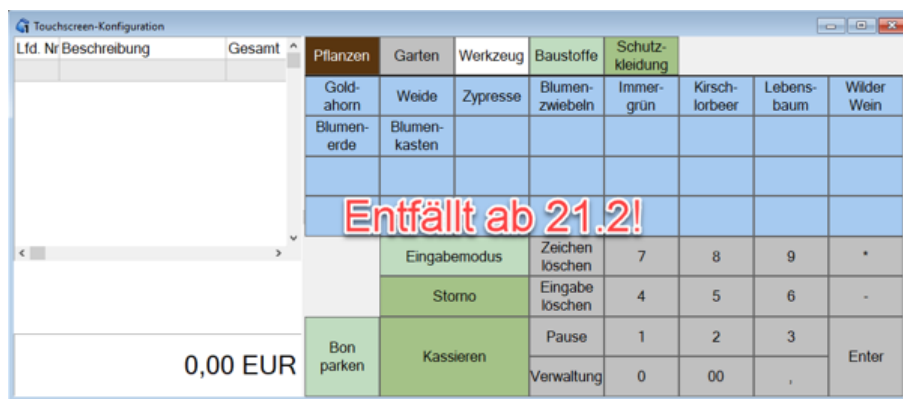 Touchscreen-Konfiguration
Lfd. Nr Beschreibung Gesamt
Pflanzen Garten Werkzeug Baustoffe Schutz-
kleidung
Gold-
ahorn Weide Zypresse Blumen-
zwiebeln Immer-
grün Kirsch-
lorbeer Lebens-
baum Wilder
Wein
Blumen-
erde Blumen-
kasten
Entfällt ab 21.2!
Eingabemodus Zeichen
löschen 7 8 9 *
Storno Eingabe
löschen 4 5 6 -
Bon
parken Kassieren Pause 1 2 3 Enter
Verwaltung 0 00 ,
0,00 EUR